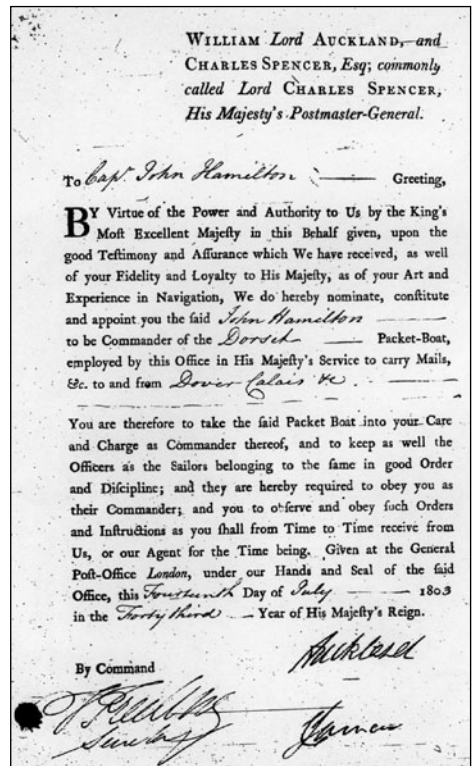 WILLIAM Lord AUCKLAND, and
CHARLES SPENCER, Esq; commonly
called Lord CHARLES SPENCER,
His Majesty's Postmaster-General.
To Capt. John Hamilton Greeting,
BY Virtue of the Power and Authority to Us by the King's
Moſt Excellent Majeſty in this Behalf given, upon the
good Teſtimony and Aſſurance which We have received, as well
of your Fidelity and Loyalty to His Majeſty, as of your Art and
Experience in Navigation, We do hereby nominate, conſtitute
and appoint you the ſaid John Hamilton
to be Commander of the Dorset Packet-Boat,
employed by this Office in His Majeſty's Service to carry Mails,
&c. to and from Dover Calais &c
You are therefore to take the ſaid Packet Boat into your Care
and Charge as Commander thereof, and to keep as well the
Officers as the Sailors belonging to the ſame in good Order
and Diſcipline; and they are hereby required to obey you as
their Commander; and you to obſerve and obey ſuch Orders
and Inſtructions as you ſhall from Time to Time receive from
Us, or our Agent for the Time being. Given at the General
Poſt-Office London, under our Hands and Seal of the ſaid
Office, this Fourteenth Day of July 1803
in the Forty third Year of His Majeſty's Reign.
Auckland
By Command